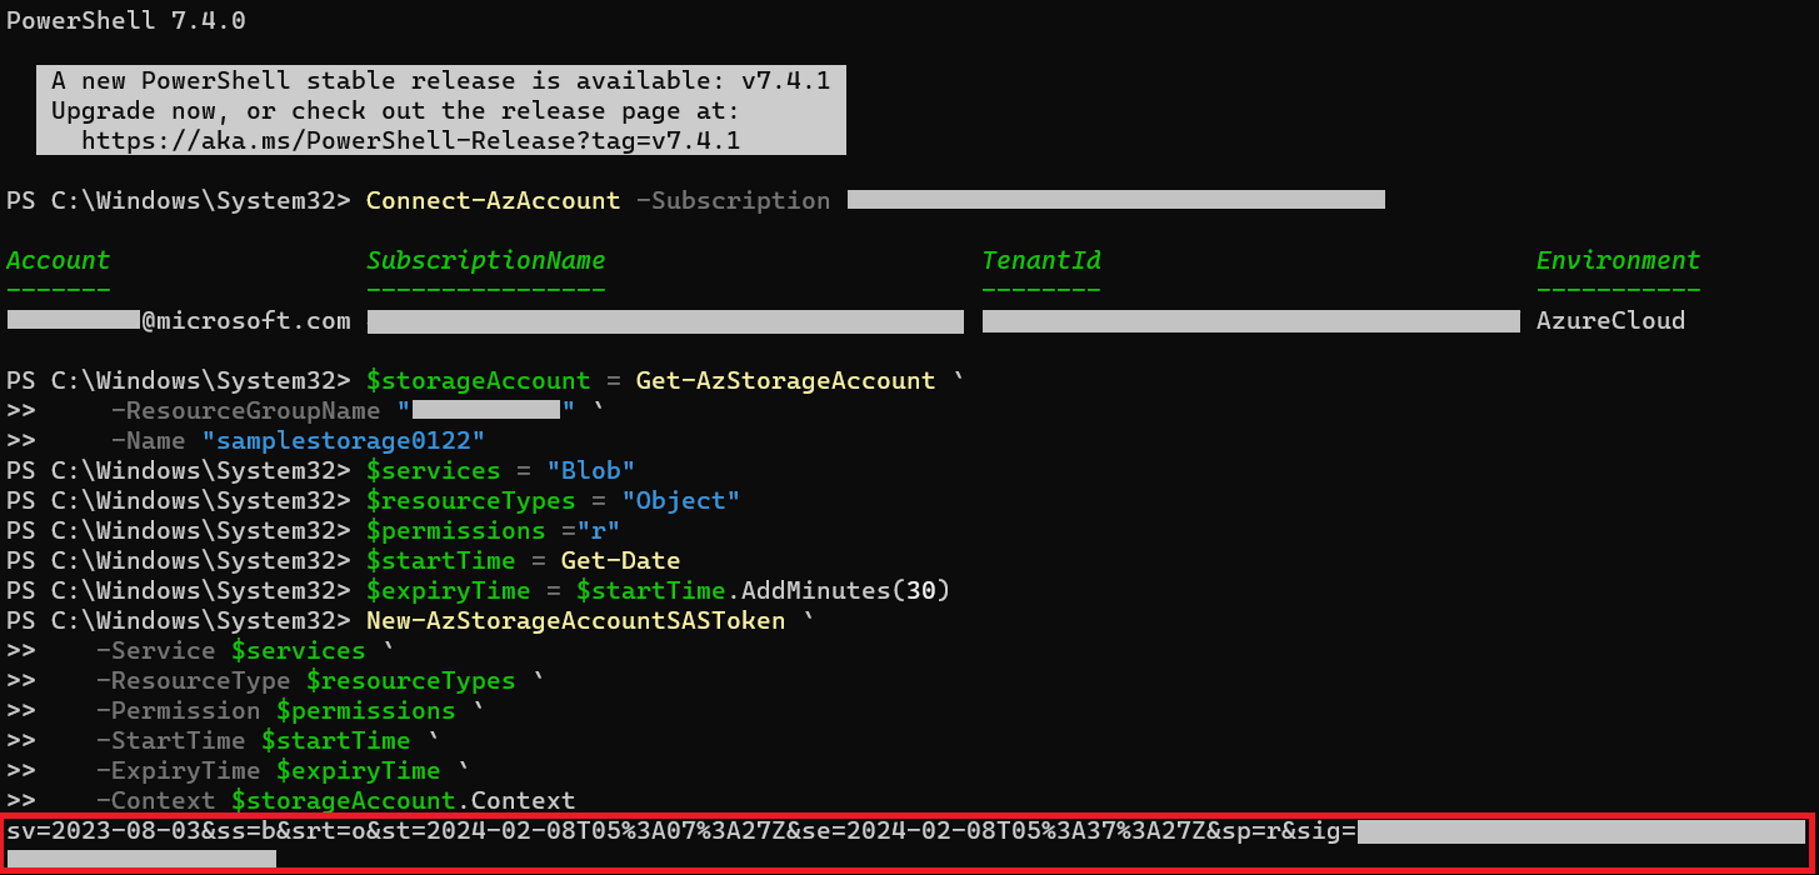 PowerShell 7.4.0
A new PowerShell stable release is available: v7.4.1
Upgrade now, or check out the release page at:
https://aka.ms/PowerShell-Release?tag=v7.4.1
PS C:\Windows\System32> Connect-AzAccount -Subscription
Account SubscriptionName TenantId Environment
------- ---------------- -------- -----------
@microsoft.com AzureCloud
PS C:\Windows\System32> $storageAccount = Get-AzStorageAccount `
>> -ResourceGroupName "" `
>> -Name "samplestorage0122"
PS C:\Windows\System32> $services = "Blob"
PS C:\Windows\System32> $resourceTypes = "Object"
PS C:\Windows\System32> $permissions ="r"
PS C:\Windows\System32> $startTime = Get-Date
PS C:\Windows\System32> $expiryTime = $startTime.AddMinutes(30)
PS C:\Windows\System32> New-AzStorageAccountSASToken `
>> -Service $services `
>> -ResourceType $resourceTypes `
>> -Permission $permissions `
>> -StartTime $startTime `
>> -ExpiryTime $expiryTime `
>> -Context $storageAccount.Context
sv=2023-08-03&ss=b&srt=o&st=2024-02-08T05%3A07%3A27Z&se=2024-02-08T05%3A37%3A27Z&sp=r&sig=